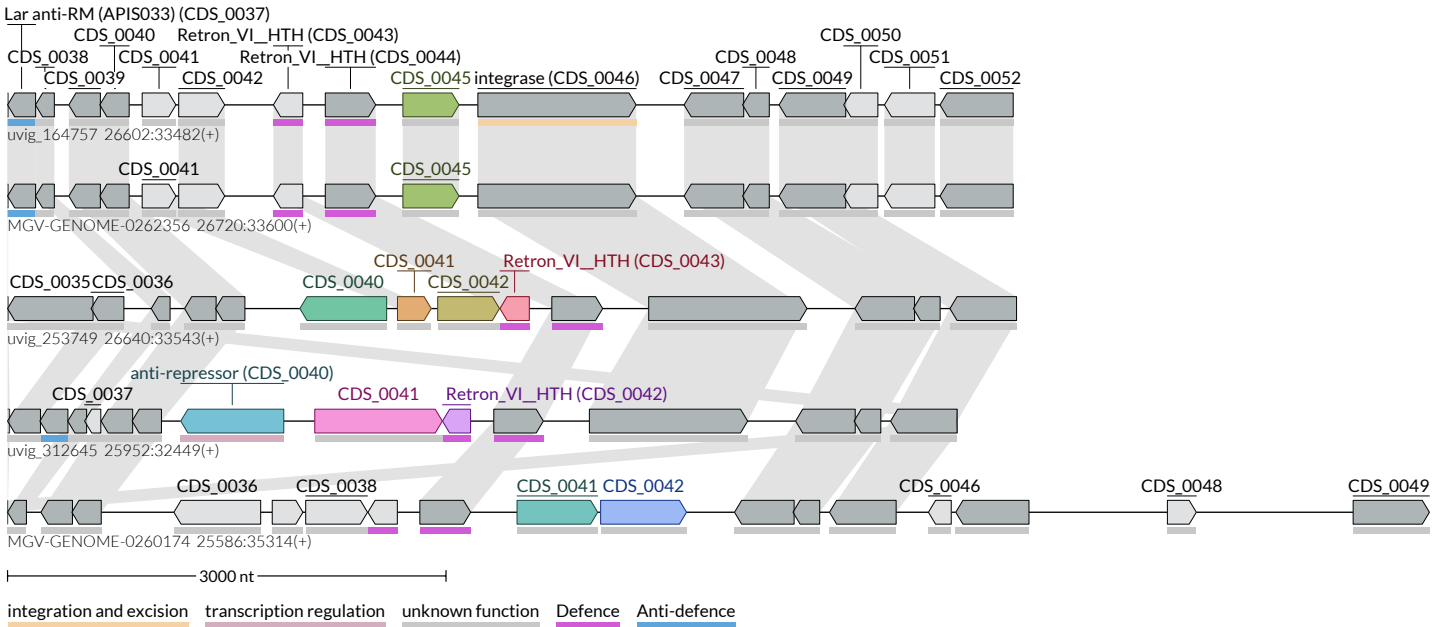 Lar anti-RM (APIS033) (CDS_0037)
CDS_0040 Retron_VI__HTH (CDS_0043) CDS_0050
CDS_0038 CDS_0041 Retron_VI__HTH (CDS_0044) CDS_0048 CDS_0051
CDS_0039 CDS_0042 CDS_0045 integrase (CDS_0046) CDS_0047 CDS_0049 CDS_0052
uvig_164757 26602:33482(+)
CDS_0041 CDS_0045
MGV-GENOME-0262356 26720:33600(+)
CDS_0041 Retron_VI__HTH (CDS_0043)
CDS_0035 CDS_0036 CDS_0040 CDS_0042
uvig_253749 26640:33543(+)
anti-repressor (CDS_0040)
CDS_0037 CDS_0041 Retron_VI__HTH (CDS_0042)
uvig_312645 25952:32449(+)
CDS_0036 CDS_0038 CDS_0041 CDS_0042 CDS_0046 CDS_0048 CDS_0049
MGV-GENOME-0260174 25586:35314(+)
3000 nt
integration and excision transcription regulation unknown function Defence Anti-defence